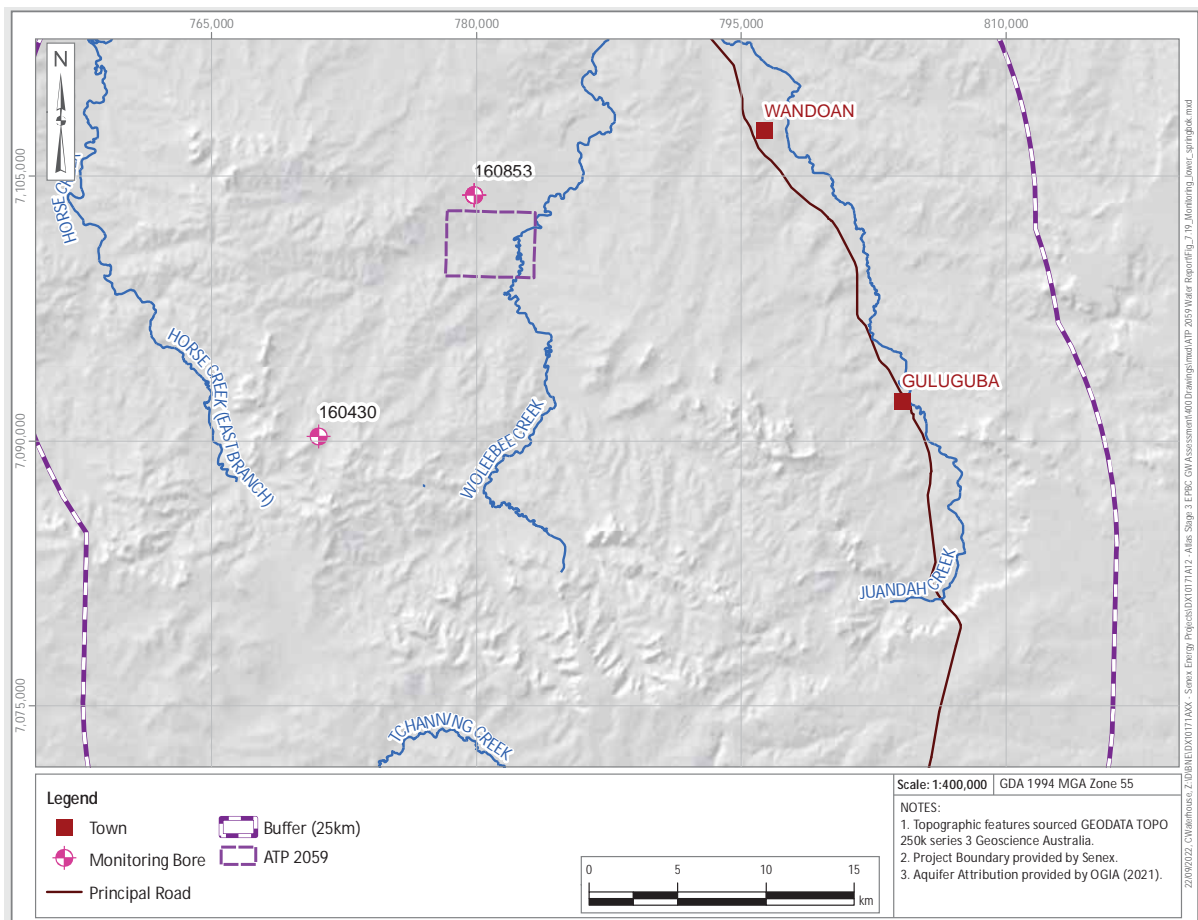 765,000
780,000
795,000
810,000
N
WANDOAN
7,105,000
160853
HORSE
GULUGUBA
HORSE CREEK (EAST BRANCH)
160430
7,090,000
WOLEEBEE CREEK
JUANDAH CREEK
7,075,000
TCHANNING CREEK
Legend
Town
Monitoring Bore
Principal Road
Buffer (25km)
ATP 2059
0 5 10 15
km
Scale: 1:400,000 GDA 1994 MGA Zone 55
NOTES:
1. Topographic features sourced GEODATA TOPO
250k series 3 Geoscience Australia.
2. Project Boundary provided by Senex.
3. Aquifer Attribution provided by OGIA (2021).